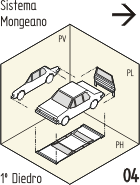 Sistema
Mongeano
PV
PL
PH
1º Diedro
04